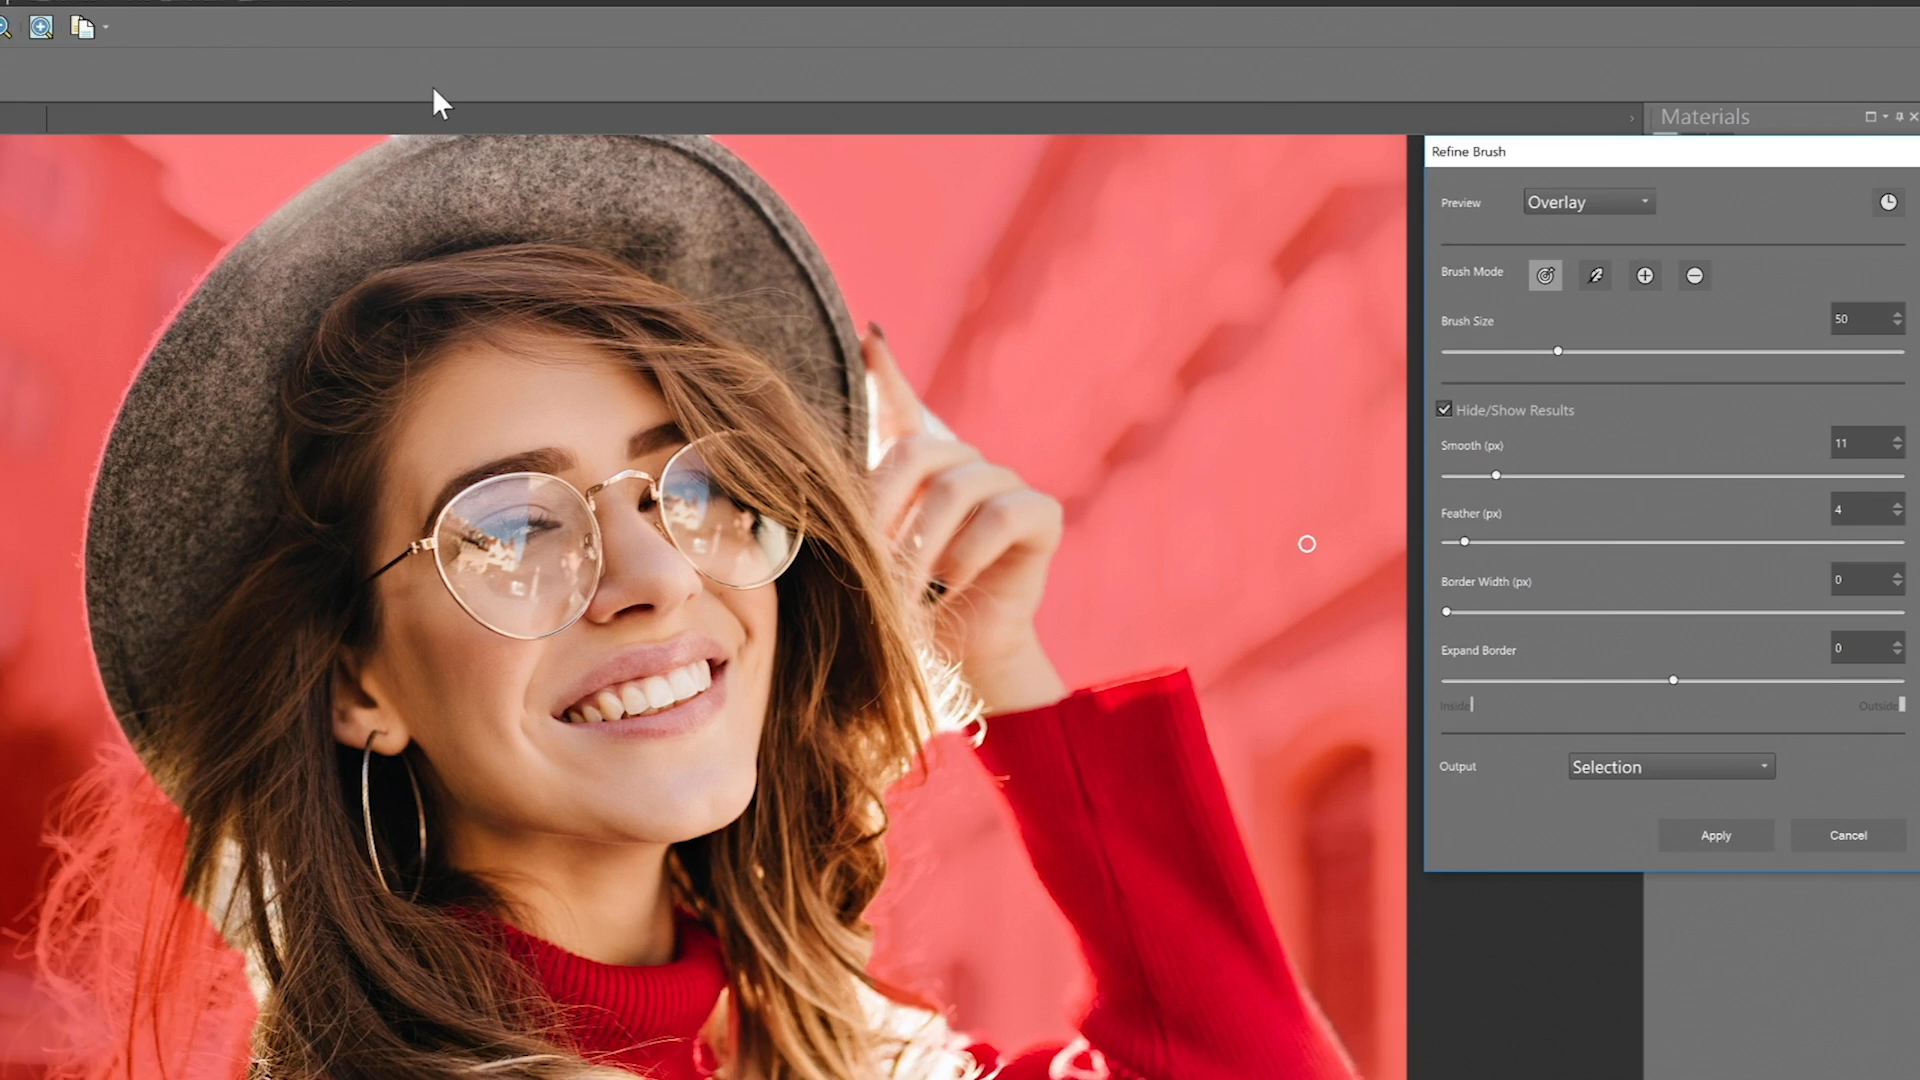 Materials
Refine Brush
Preview
Overlay
Brush Mode
Brush Size
50
Hide/Show Results
Smooth (px)
11
Feather (px)
4
Border Width (px)
0
Expand Border
0
Inside
Outside
Output
Selection
Apply
Cancel